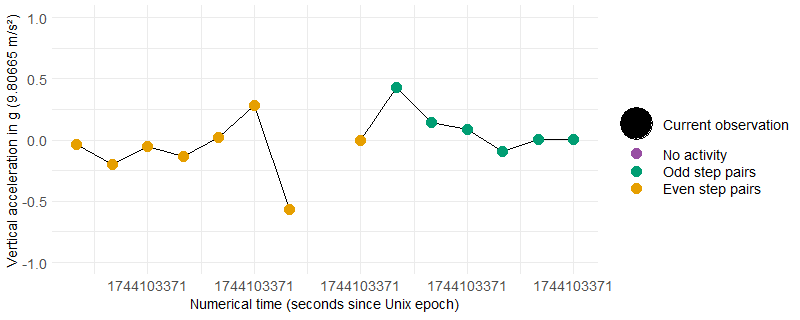 Vertical acceleration in g (9.80665 m/s²)
1.0
0.5
0.0
-0.5
-1.0
1744103371 1744103371 1744103371 1744103371 1744103371
Numerical time (seconds since Unix epoch)
Current observation
No activity
Odd step pairs
Even step pairs